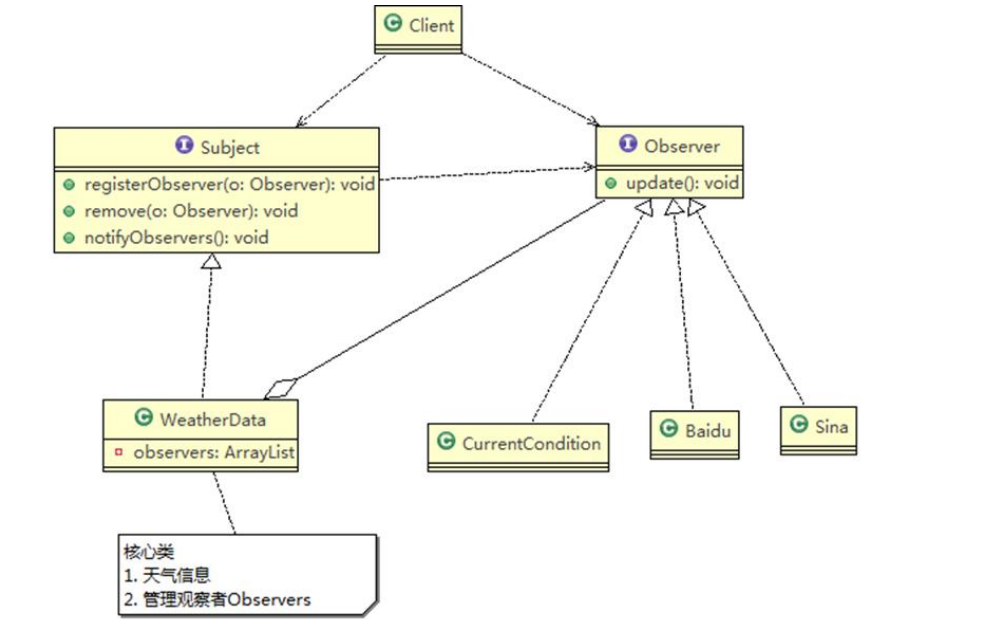 Client
Subject
registerObserver(o: Observer): void
remove(o: Observer): void
notifyObservers(): void
Observer
update(): void
WeatherData
observers: ArrayList
CurrentCondition
Baidu
Sina
核心类
1. 天气信息
2. 管理观察者Observers